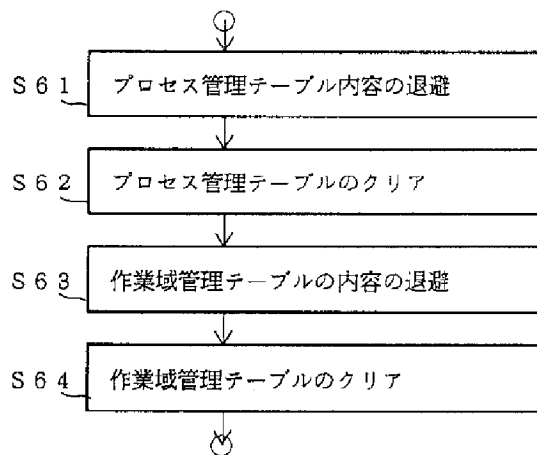 S61 プロセス管理テーブル内容の退避
S62 プロセス管理テーブルのクリア
S63 作業域管理テーブルの内容の退避
S64 作業域管理テーブルのクリア